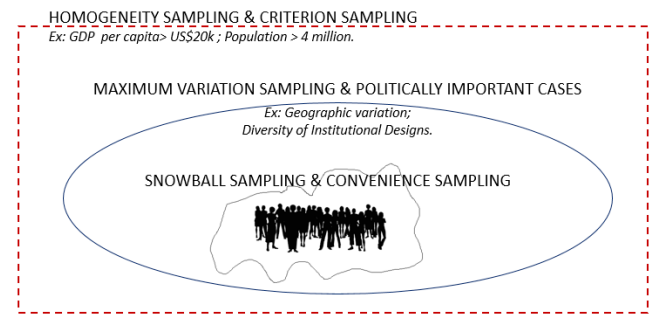 HOMOGENEITY SAMPLING & CRITERION SAMPLING
Ex: GDP  per capita> US$20k ; Population > 4 million.
MAXIMUM VARIATION SAMPLING & POLITICALLY IMPORTANT CASES
Ex: Geographic variation;
Diversity of Institutional Designs.
SNOWBALL SAMPLING & CONVENIENCE SAMPLING